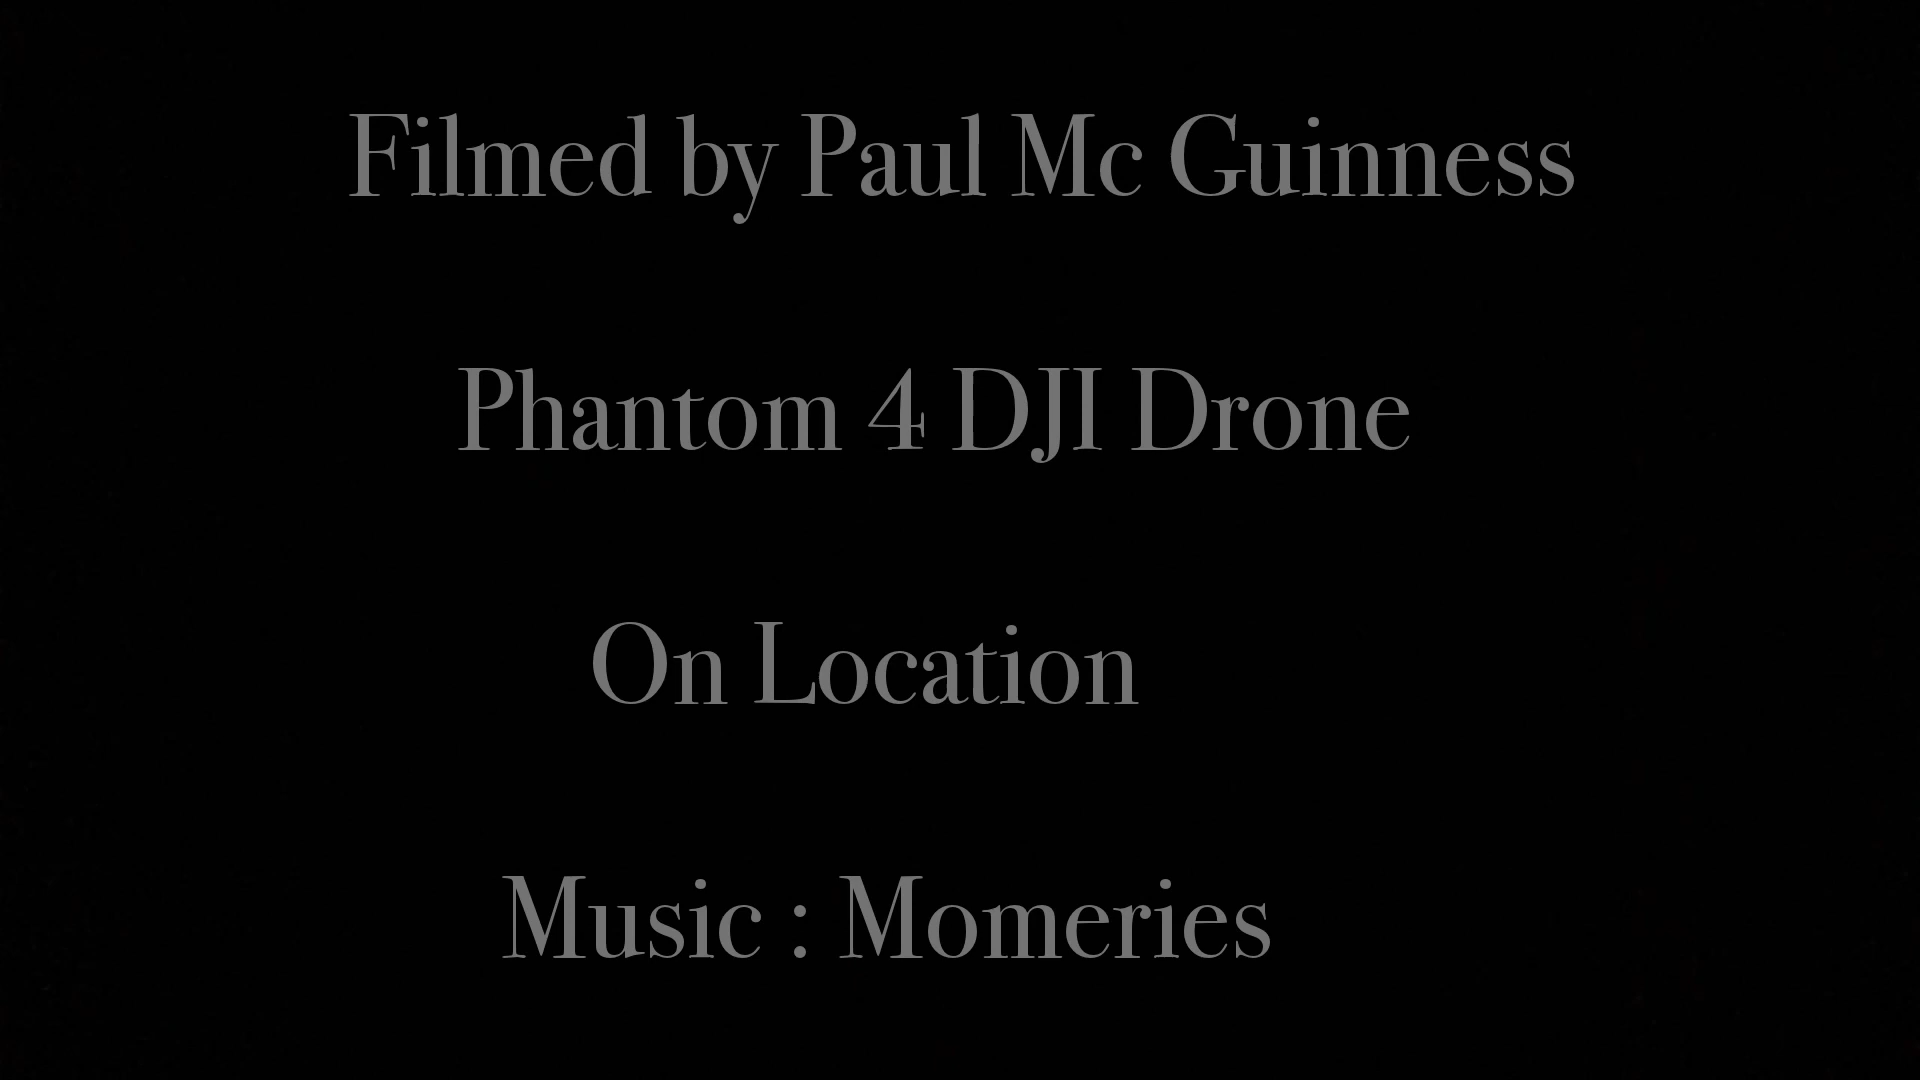 Filmed by Paul Mc Guinness
Phantom 4 DJI Drone
On Location
Music : Momeries